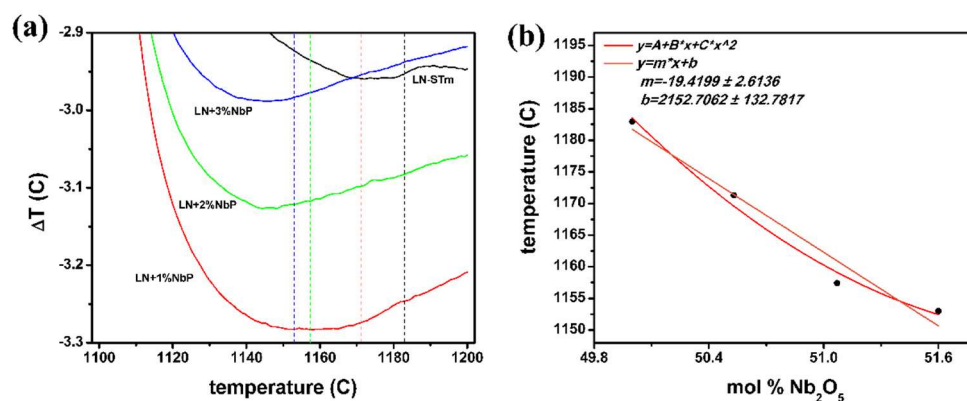 (a)
-2.9
-3.0
-3.1
-3.2
-3.3
ΔT (C)
LN-STm
LN+3%NbP
LN+2%NbP
LN+1%NbP
1100 1120 1140 1160 1180 1200
temperature (C)
(b)
1195
1190
1185
1180
1175
1170
1165
1160
1155
1150
temperature (C)
y=A+B*x+C*x^2
y=m*x+b
m=-19.4199 ± 2.6136
b=2152.7062 ± 132.7817
49.8 50.4 51.0 51.6
mol % Nb₂O₅